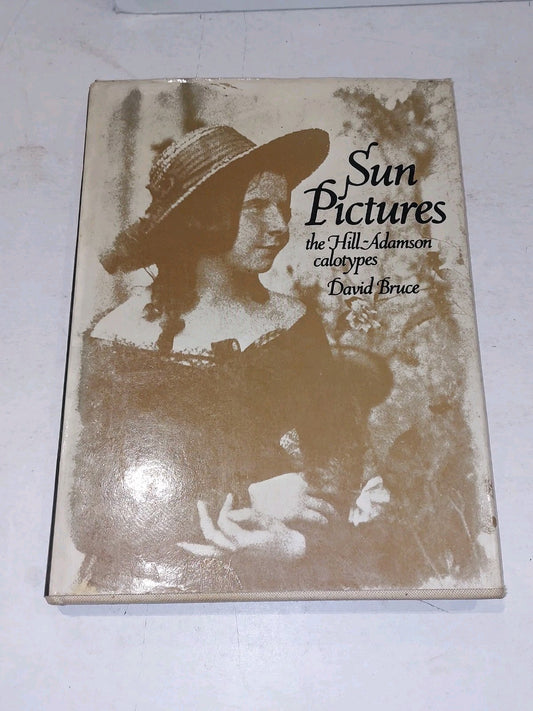 Sun
Pictures
the Hill-Adamson
calotypes
David Bruce